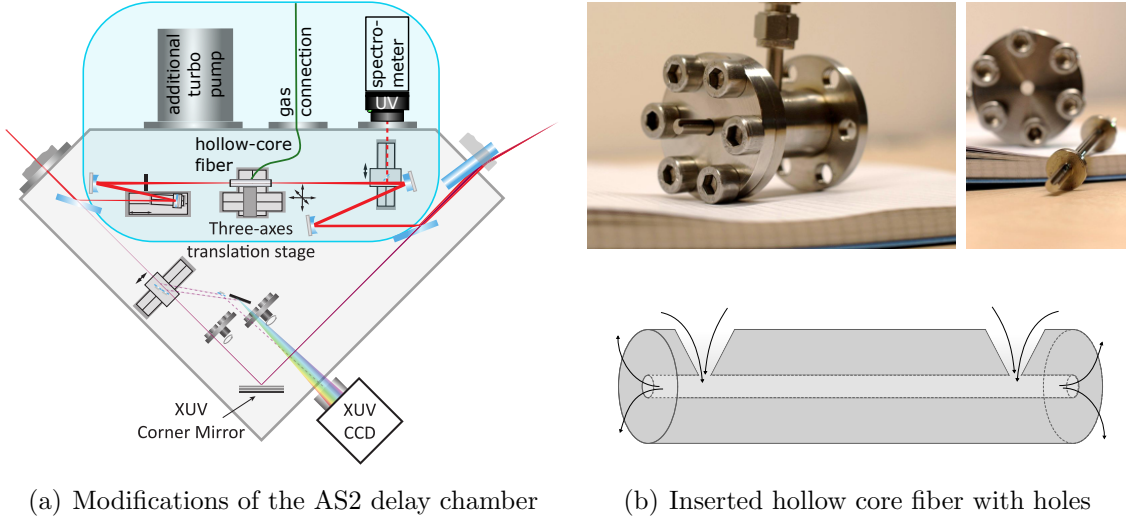 additional
turbo
pump
gas
connection
spectro-
meter
UV
hollow-core
fiber
Three-axes
translation stage
XUV
Corner Mirror
XUV
CCD
(a) Modifications of the AS2 delay chamber
(b) Inserted hollow core fiber with holes